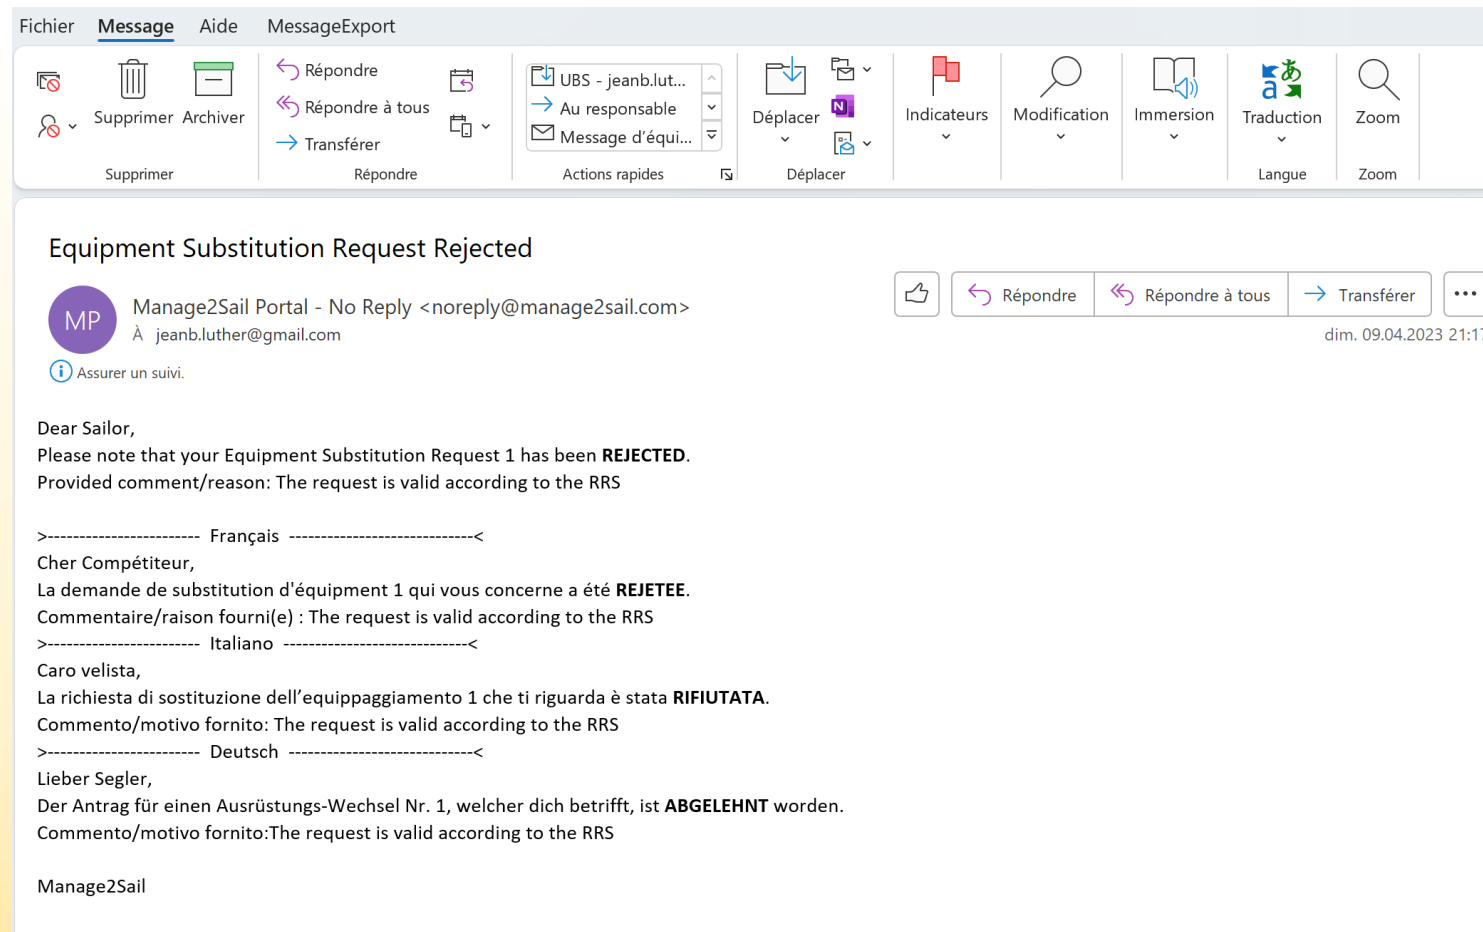 Fichier Message Aide MessageExport
Supprimer Archiver
Répondre
Répondre à tous
Transférer
UBS - jeanb.lut...
Au responsable
Message d'équi...
Déplacer
Indicateurs
Modification
Immersion
Traduction
Zoom
Supprimer Répondre Actions rapides Déplacer Langue Zoom
Equipment Substitution Request Rejected
MP
Manage2Sail Portal - No Reply <noreply@manage2sail.com>
À jeanb.luther@gmail.com
Répondre Répondre à tous Transférer
dim. 09.04.2023 21:17
Assurer un suivi.
Dear Sailor,
Please note that your Equipment Substitution Request 1 has been REJECTED.
Provided comment/reason: The request is valid according to the RRS
>------------------------ Français -----------------------------<
Cher Compétiteur,
La demande de substitution d'équipment 1 qui vous concerne a été REJETEE.
Commentaire/raison fourni(e) : The request is valid according to the RRS
>------------------------ Italiano -----------------------------<
Caro velista,
La richiesta di sostituzione dell’equippaggiamento 1 che ti riguarda è stata RIFIUTATA.
Commento/motivo fornito: The request is valid according to the RRS
>------------------------ Deutsch -----------------------------<
Lieber Segler,
Der Antrag für einen Ausrüstungs-Wechsel Nr. 1, welcher dich betrifft, ist ABGELEHNT worden.
Commento/motivo fornito:The request is valid according to the RRS
Manage2Sail